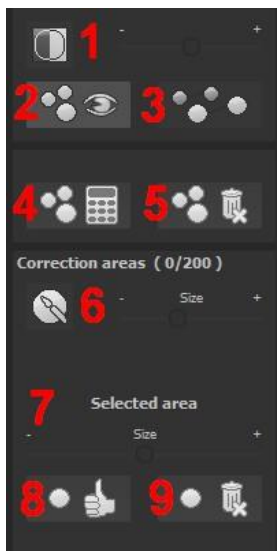 1 - +
2 3
4 5
Correction areas ( 0/200 )
6 - Size +
7
Selected area
- Size +
8 9